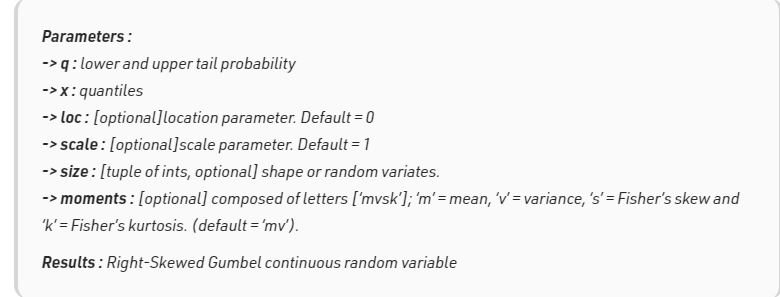 Parameters :
-> q : lower and upper tail probability
-> x : quantiles
-> loc : [optional]location parameter. Default = 0
-> scale : [optional]scale parameter. Default = 1
-> size : [tuple of ints, optional] shape or random variates.
-> moments : [optional] composed of letters [‘mvsk’]; ‘m’ = mean, ‘v’ = variance, ‘s’ = Fisher’s skew and
‘k’ = Fisher’s kurtosis. (default = ‘mv’).
Results : Right-Skewed Gumbel continuous random variable